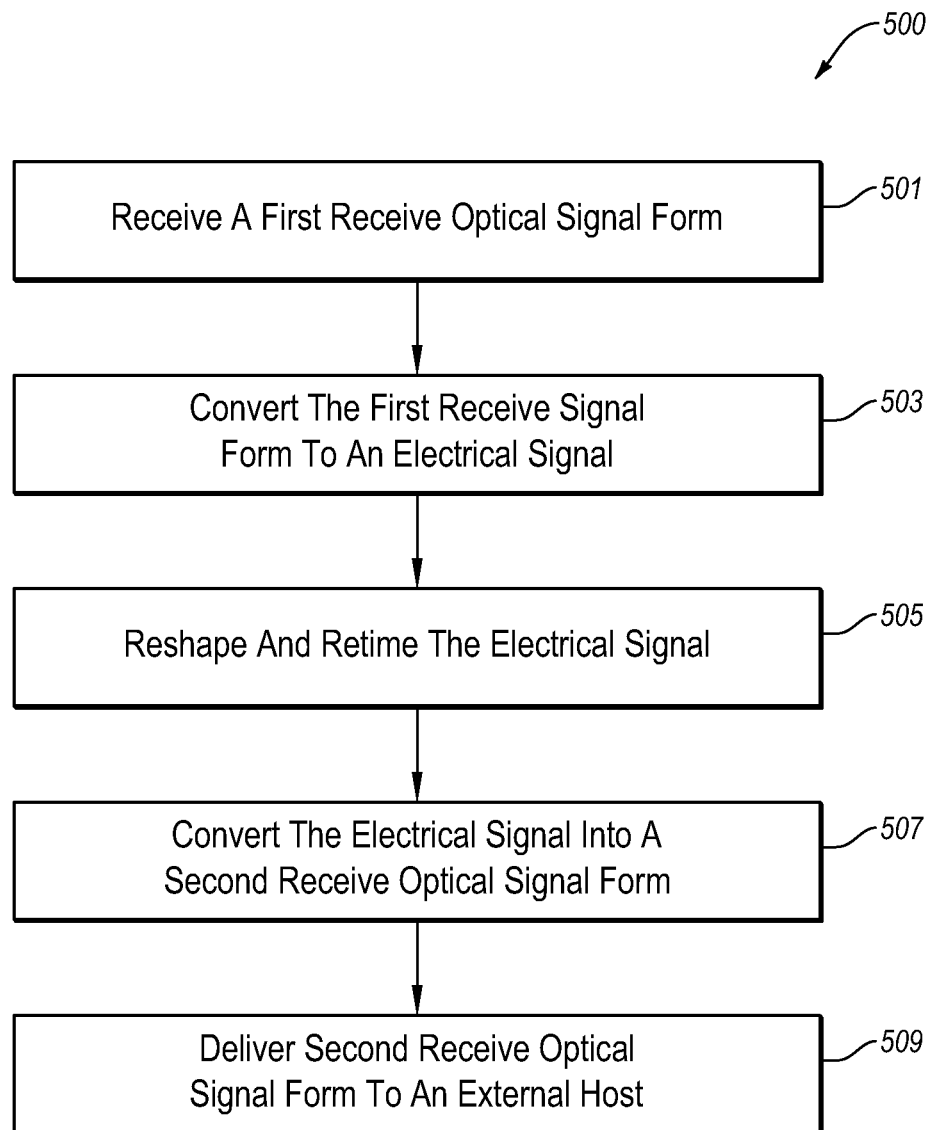 500
Receive A First Receive Optical Signal Form
501
Convert The First Receive Signal
Form To An Electrical Signal
503
Reshape And Retime The Electrical Signal
505
Convert The Electrical Signal Into A
Second Receive Optical Signal Form
507
Deliver Second Receive Optical
Signal Form To An External Host
509